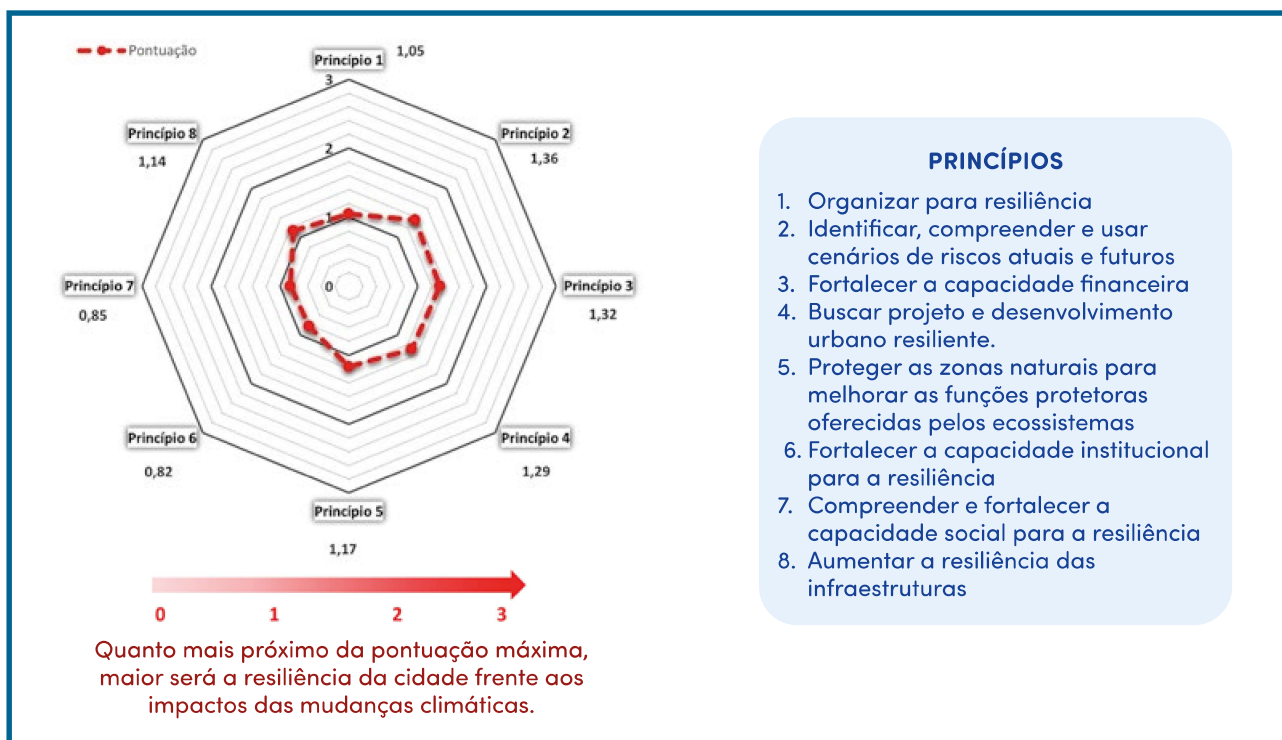 Pontuação
Princípio 1
1,05
3
Princípio 8
1,14
Princípio 2
1,36
2
1
0
Princípio 7
0,85
Princípio 3
1,32
Princípio 6
0,82
Princípio 4
1,29
Princípio 5
1,17
0 1 2 3
Quanto mais próximo da pontuação máxima,
maior será a resiliência da cidade frente aos
impactos das mudanças climáticas.
PRINCÍPIOS
1. Organizar para resiliência
2. Identificar, compreender e usar
cenários de riscos atuais e futuros
3. Fortalecer a capacidade financeira
4. Buscar projeto e desenvolvimento
urbano resiliente.
5. Proteger as zonas naturais para
melhorar as funções protetoras
oferecidas pelos ecossistemas
6. Fortalecer a capacidade institucional
para a resiliência
7. Compreender e fortalecer a
capacidade social para a resiliência
8. Aumentar a resiliência das
infraestruturas